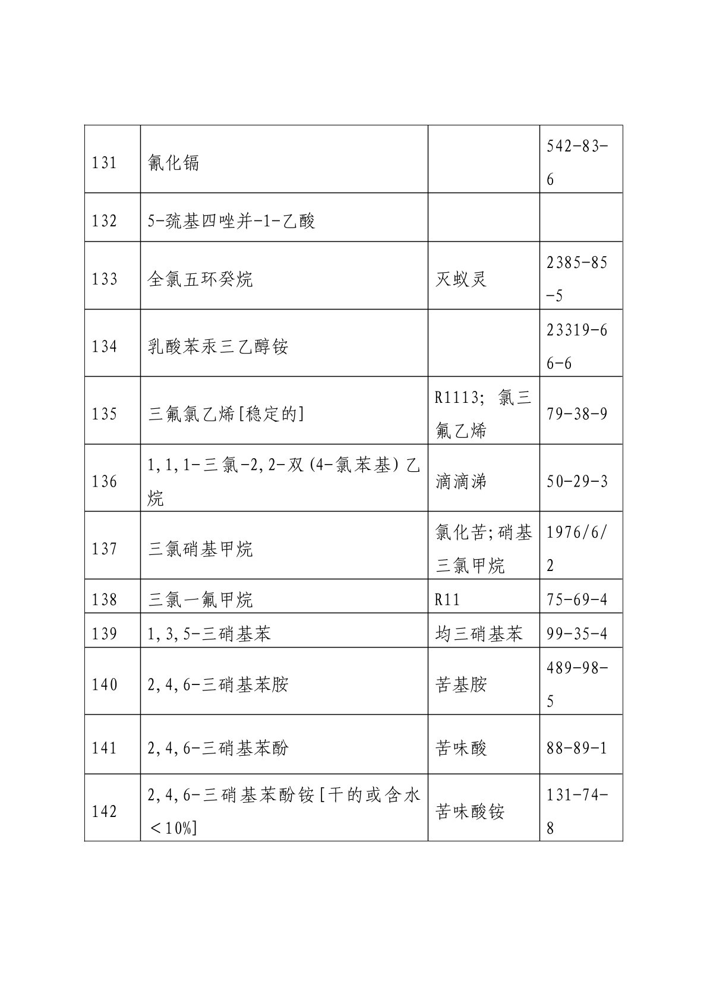 131 氰化镉 542-83-
6
132 5-巯基四唑并-1-乙酸
133 全氯五环癸烷 灭蚁灵 2385-85
-5
134 乳酸苯汞三乙醇铵 23319-6
6-6
135 三氟氯乙烯[稳定的] R1113; 氯三
氟乙烯 79-38-9
136 1,1,1-三氯-2,2-双(4-氯苯基)乙
烷 滴滴涕 50-29-3
137 三氯硝基甲烷 氯化苦;硝基
三氯甲烷 1976/6/
2
138 三氯一氟甲烷 R11 75-69-4
139 1,3,5-三硝基苯 均三硝基苯 99-35-4
140 2,4,6-三硝基苯胺 苦基胺 489-98-
5
141 2,4,6-三硝基苯酚 苦味酸 88-89-1
142 2,4,6-三硝基苯酚铵[干的或含水
＜10%] 苦味酸铵 131-74-
8